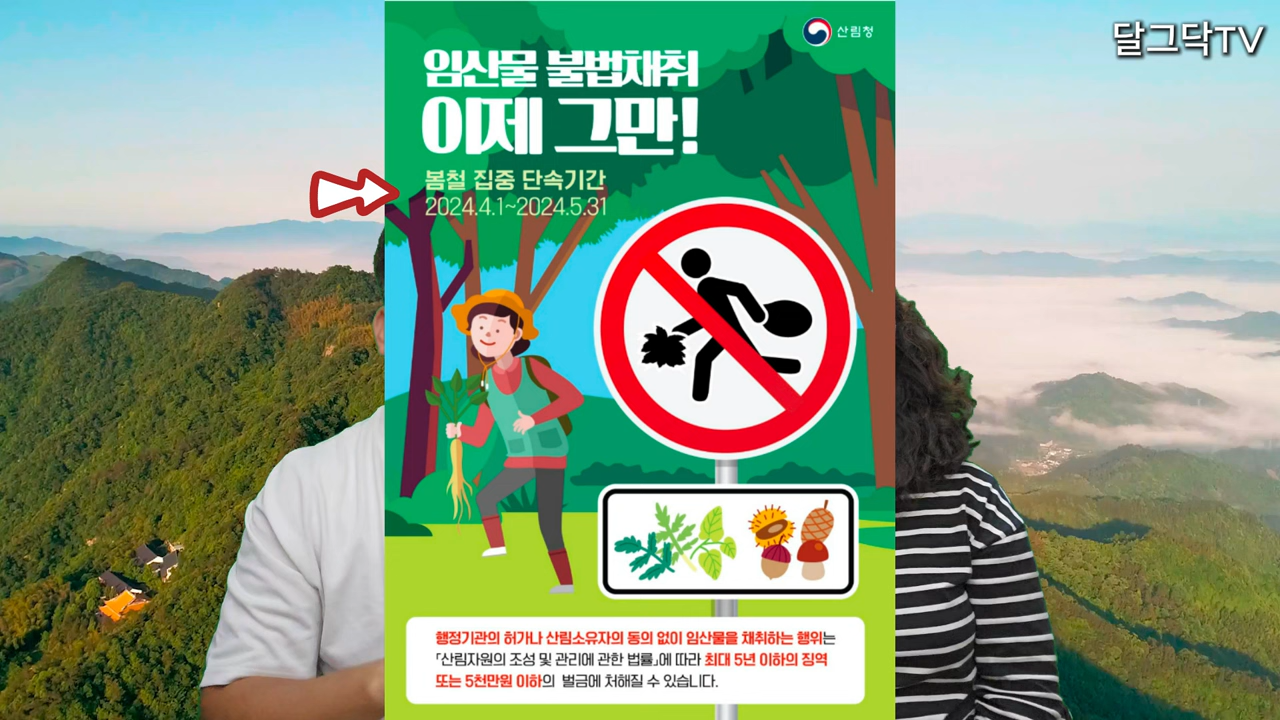 달그닥TV
산림청
임산물 불법채취
이제 그만!
봄철 집중 단속기간
2024.4.1~2024.5.31
행정기관의 허가나 산림소유자의 동의 없이 임산물을 채취하는 행위는
「산림자원의 조성 및 관리에 관한 법률」에 따라 최대 5년 이하의 징역
또는 5천만원 이하의 벌금에 처해질 수 있습니다.